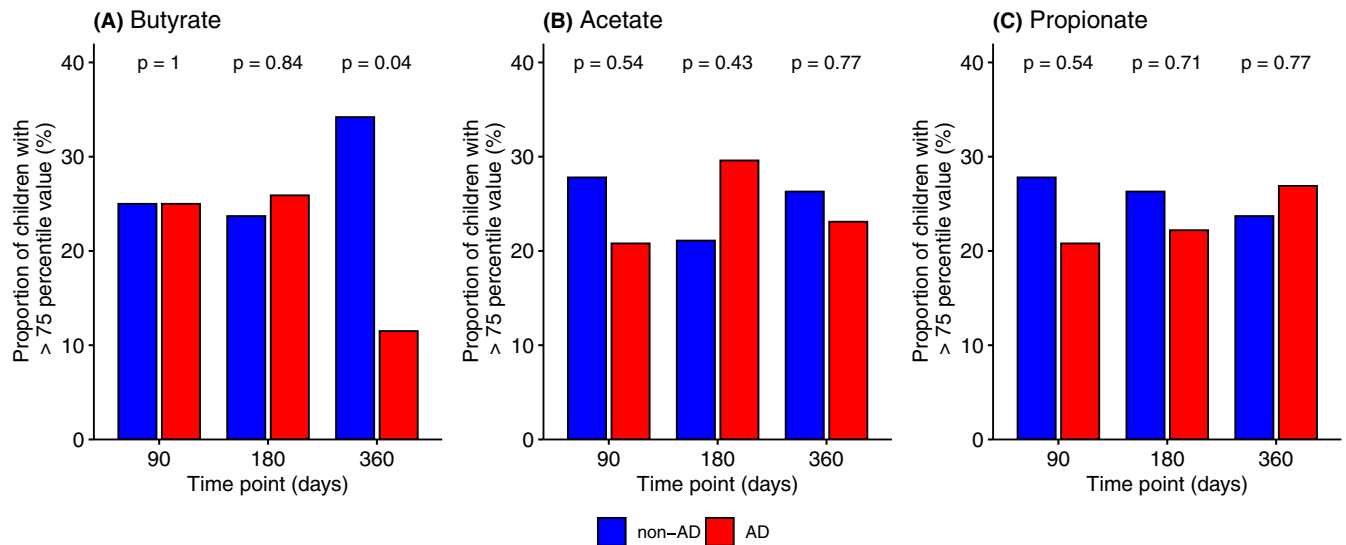 (A) Butyrate
Proportion of children with
> 75 percentile value (%)
40
30
20
10
0
p = 1 p = 0.84 p = 0.04
90 180 360
Time point (days)
(B) Acetate
Proportion of children with
> 75 percentile value (%)
40
30
20
10
0
p = 0.54 p = 0.43 p = 0.77
90 180 360
Time point (days)
(C) Propionate
Proportion of children with
> 75 percentile value (%)
40
30
20
10
0
p = 0.54 p = 0.71 p = 0.77
90 180 360
Time point (days)
non−AD AD